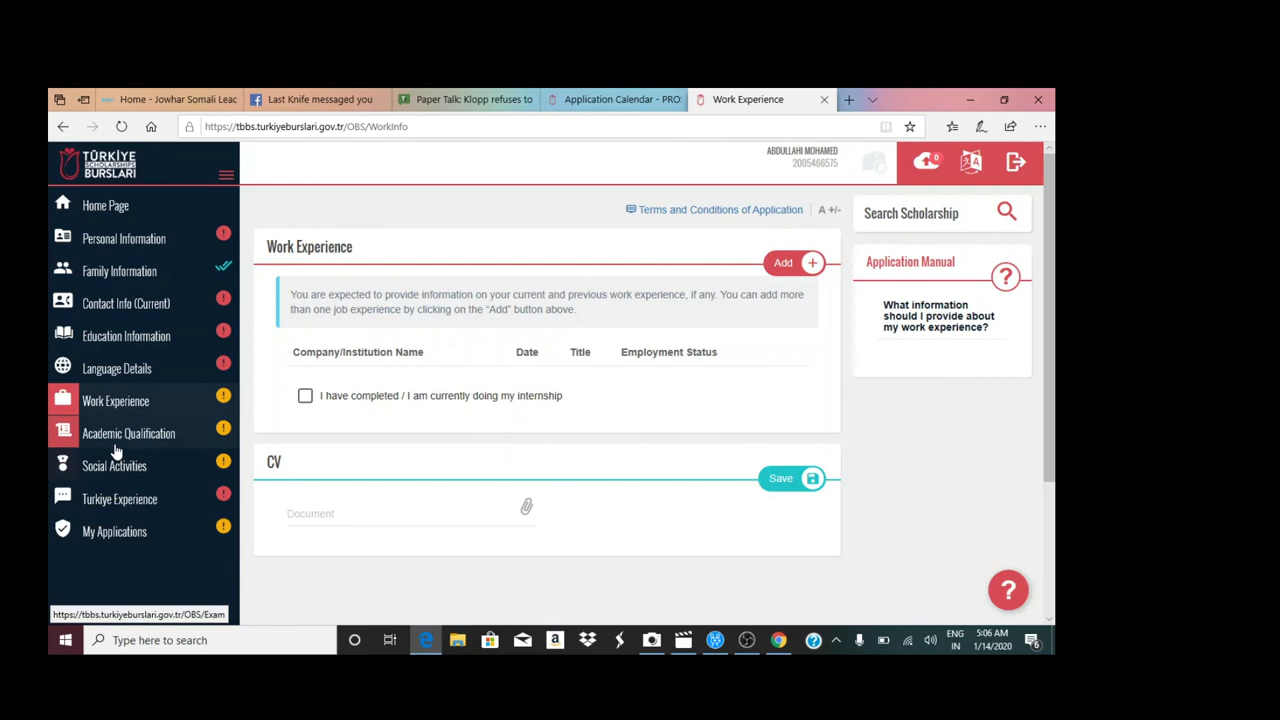 Home - Jowhar Somali Leac
Last Knife messaged you
Paper Talk: Klopp refuses to
Application Calendar - PRO:
Work Experience
https://tbbs.turkiyeburslari.gov.tr/OBS/WorkInfo
TÜRKİYE
SCHOLARSHIPS
BURSLARI
ABDULLAHI MOHAMED
2005466575
0
Home Page
Personal Information
Family Information
Contact Info (Current)
Education Information
Language Details
Work Experience
Academic Qualification
Social Activities
Turkiye Experience
My Applications
https://tbbs.turkiyeburslari.gov.tr/OBS/Exam
Terms and Conditions of Application
A +/-
Work Experience
Add +
You are expected to provide information on your current and previous work experience, if any. You can add more
than one job experience by clicking on the “Add” button above.
Company/Institution Name Date Title Employment Status
I have completed / I am currently doing my internship
CV
Save
Document
Search Scholarship
Application Manual
?
What information
should I provide about
my work experience?
?
Type here to search
ENG
IN
5:06 AM
1/14/2020
6